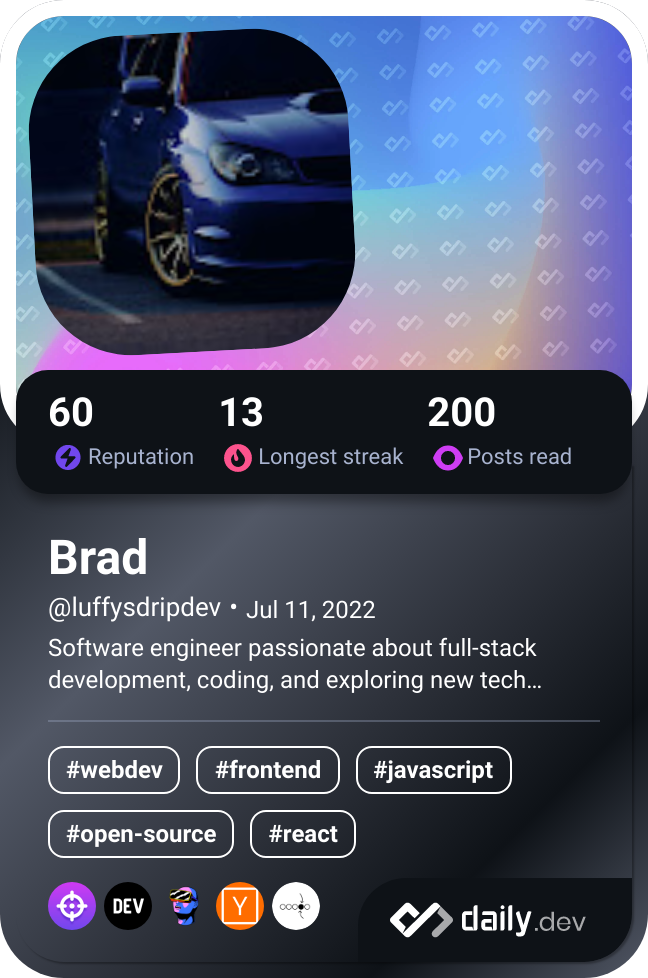 60 13 200
Reputation Longest streak Posts read
Brad
@luffysdripdev • Jul 11, 2022
Software engineer passionate about full-stack
development, coding, and exploring new tech…
#webdev #frontend #javascript
#open-source #react
DEV Y
daily.dev